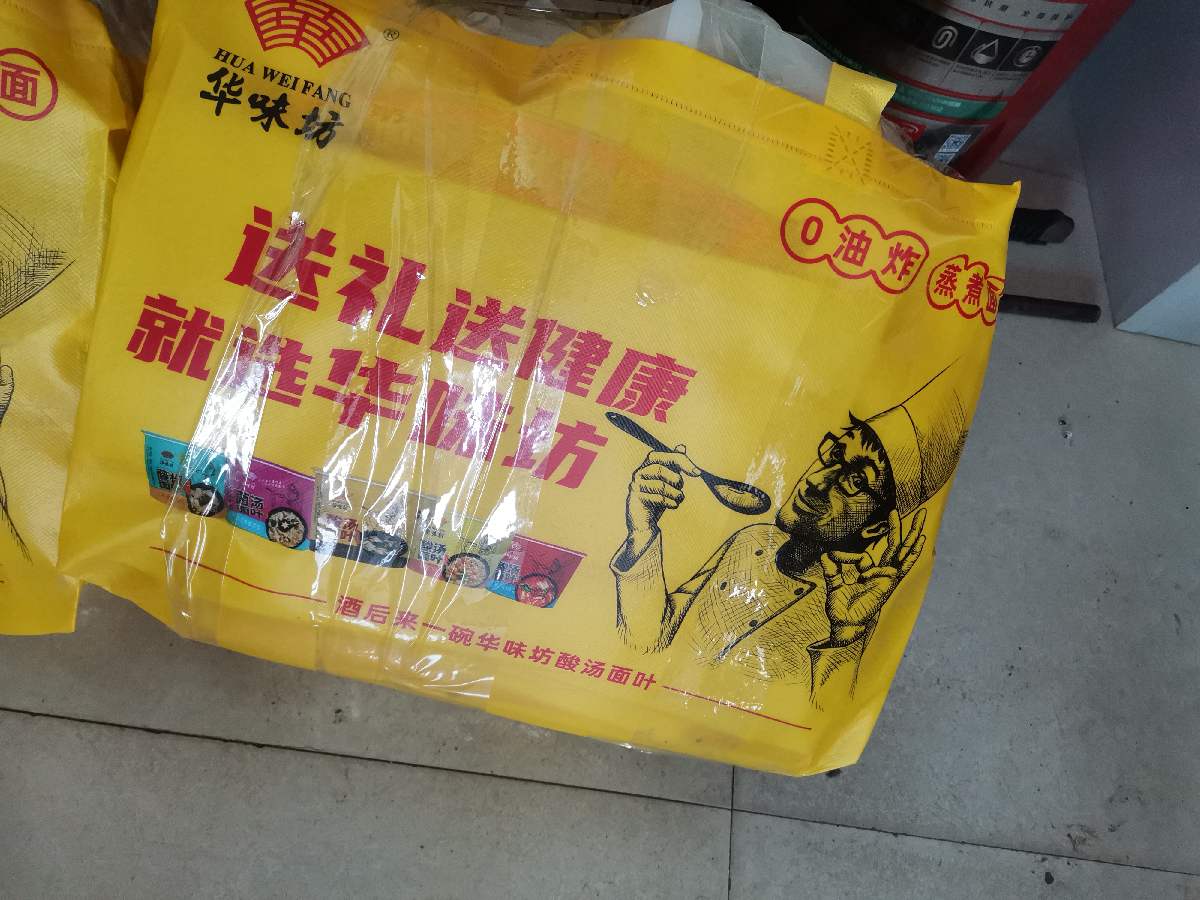 面
HUA WEI FANG
华味坊
0油炸 蒸煮面
送礼送健康
就选华味坊
酒后来一碗华味坊酸汤面叶